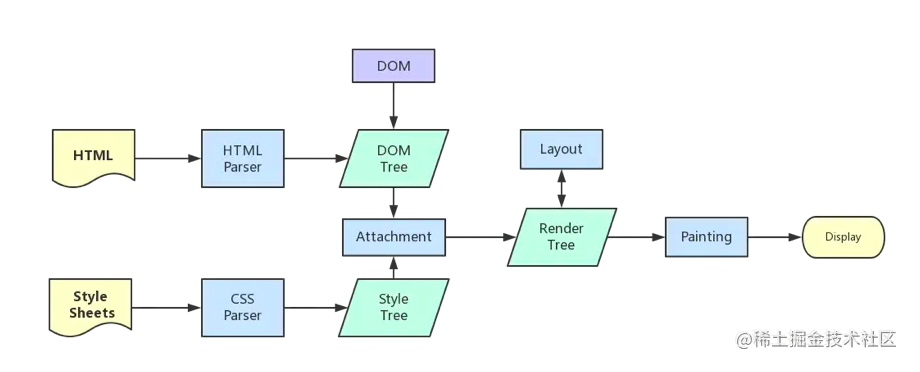 DOM
HTML
HTML
Parser
DOM
Tree
Layout
Attachment
Render
Tree
Painting
Display
Style
Sheets
CSS
Parser
Style
Tree
@稀土掘金技术社区